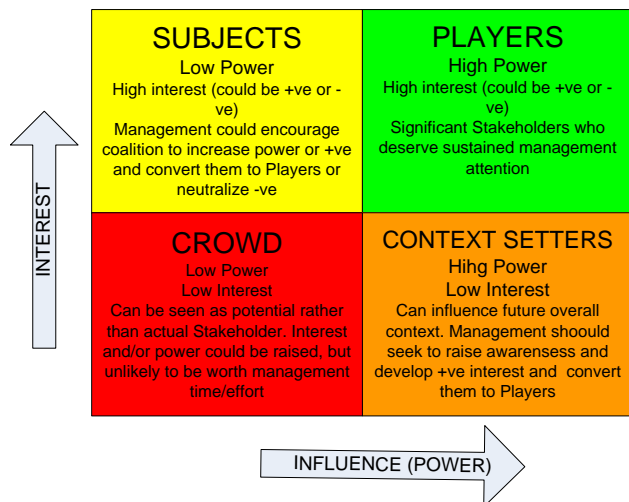 SUBJECTS
Low Power
High interest (could be +ve or -
ve)
Management could encourage
coalition to increase power or +ve
and convert them to Players or
neutralize -ve
PLAYERS
High Power
High interest (could be +ve or -
ve)
Significant Stakeholders who
deserve sustained management
attention
INTEREST
CROWD
Low Power
Low Interest
Can be seen as potential rather
than actual Stakeholder. Interest
and/or power could be raised, but
unlikely to be worth management
time/effort
CONTEXT SETTERS
Hihg Power
Low Interest
Can influence future overall
context. Management shoould
seek to raise awarensess and
develop +ve interest and  convert
them to Players
INFLUENCE (POWER)